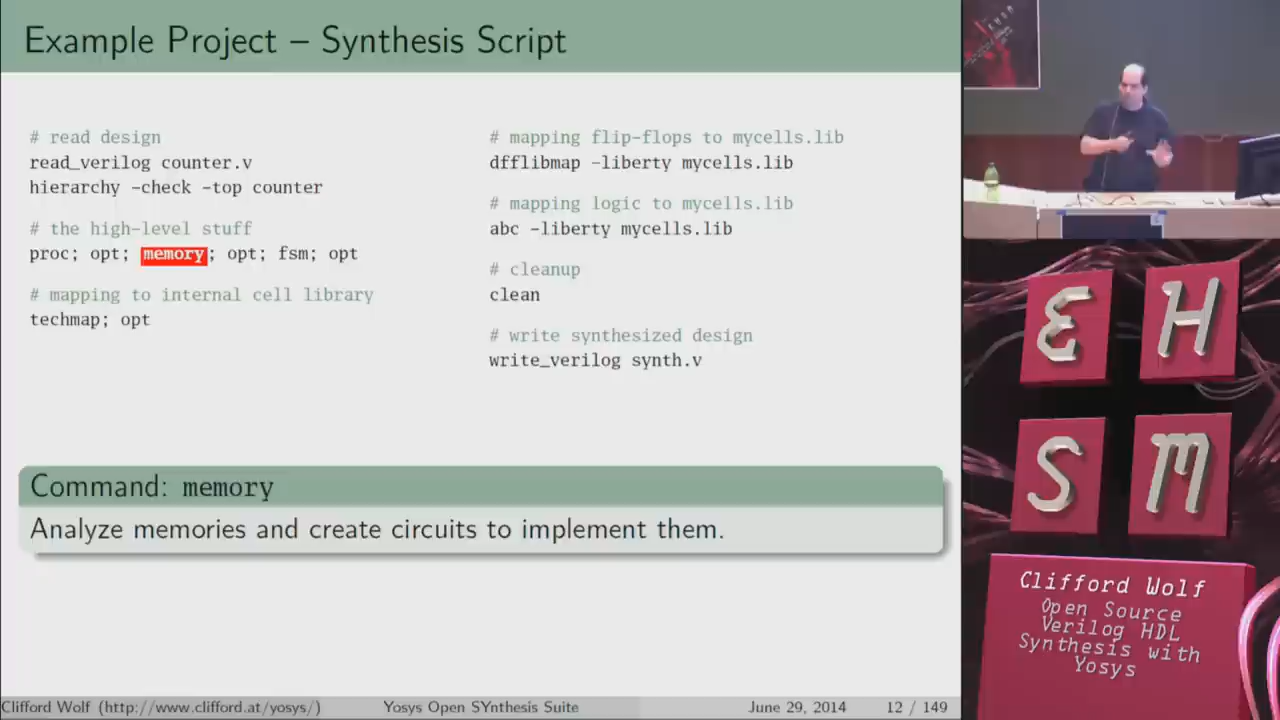 Example Project – Synthesis Script
# read design
read_verilog counter.v
hierarchy -check -top counter
# the high-level stuff
proc; opt; memory; opt; fsm; opt
# mapping to internal cell library
techmap; opt
# mapping flip-flops to mycells.lib
dfflibmap -liberty mycells.lib
# mapping logic to mycells.lib
abc -liberty mycells.lib
# cleanup
clean
# write synthesized design
write_verilog synth.v
Command: memory
Analyze memories and create circuits to implement them.
Clifford Wolf (http://www.clifford.at/yosys/) Yosys Open SYnthesis Suite June 29, 2014 12 / 149
EH
SM
Clifford Wolf
Open Source
Verilog HDL
Synthesis with
Yosys